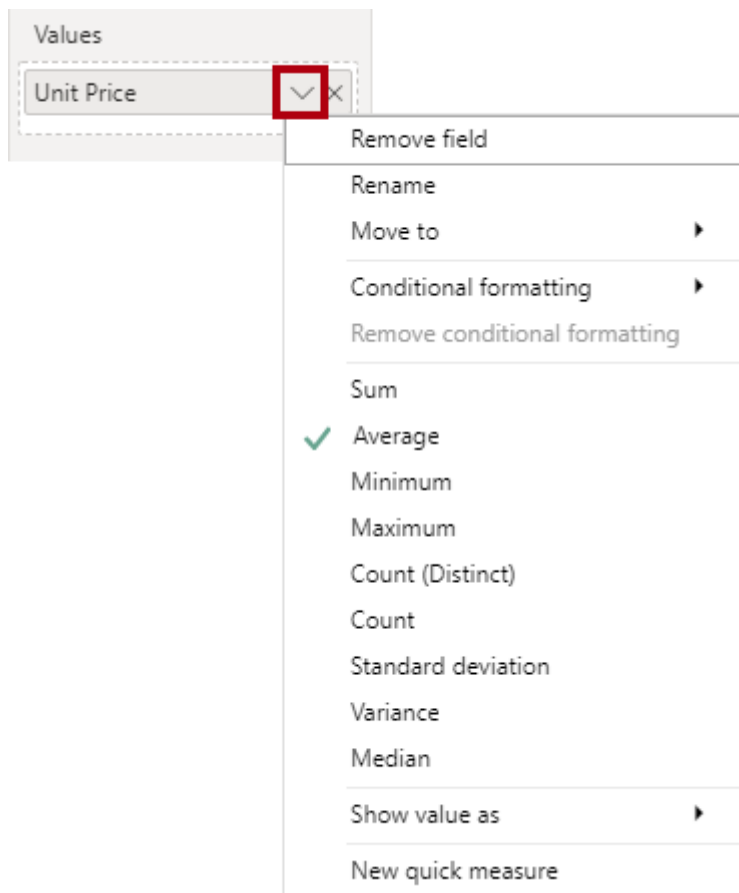 Values
Unit Price
Remove field
Rename
Move to
Conditional formatting
Remove conditional formatting
Sum
Average
Minimum
Maximum
Count (Distinct)
Count
Standard deviation
Variance
Median
Show value as
New quick measure